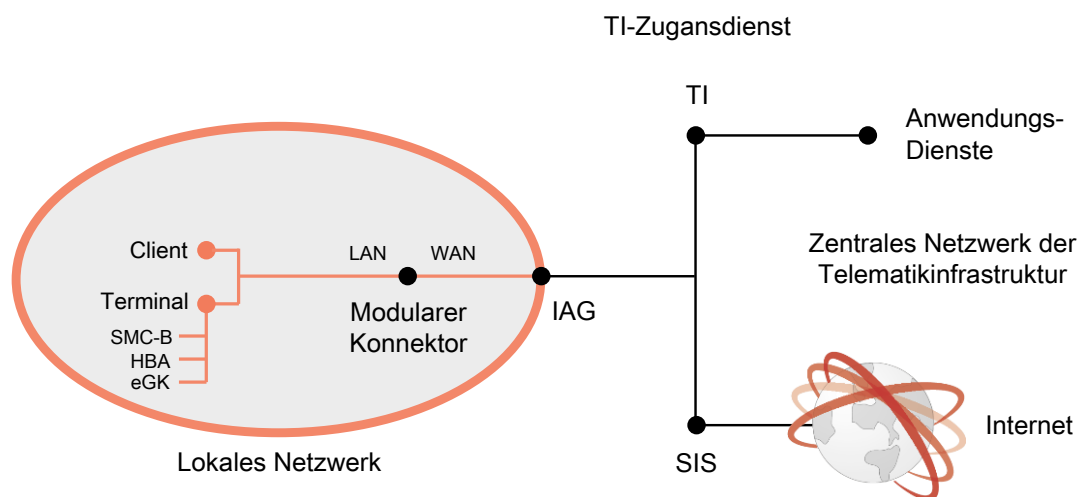 TI-Zugansdienst
TI
Anwendungs-
Dienste
Client
LAN
WAN
Zentrales Netzwerk der
Telematikinfrastruktur
Terminal
Modularer
Konnektor
IAG
SMC-B
HBA
eGK
Internet
Lokales Netzwerk
SIS